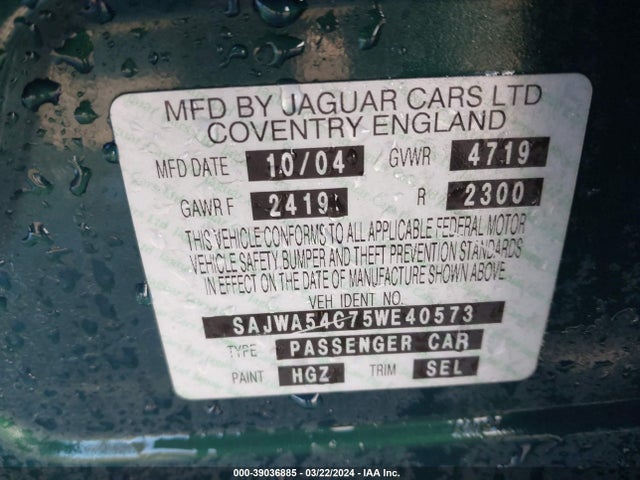 MFD BY JAGUAR CARS LTD
COVENTRY ENGLAND
MFD DATE 10/04 GVWR 4719
GAWR F 2419 R 2300
THIS VEHICLE CONFORMS TO ALL APPLICABLE FEDERAL MOTOR
VEHICLE SAFETY BUMPER AND THEFT PREVENTION STANDARDS
IN EFFECT ON THE DATE OF MANUFACTURE SHOWN ABOVE.
VEH IDENT NO.
SAJWA54C75WE40573
TYPE PASSENGER CAR
PAINT HGZ TRIM SEL
000-39036885 - 03/22/2024 - IAA Inc.